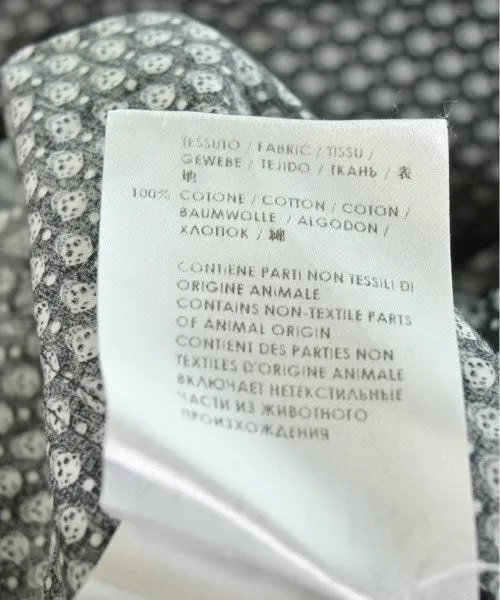 TESSUTO / FABRIC / TISSU /
GEWEBE / TEJIDO / ТКАНЬ / 表
地
100% COTONE / COTTON / COTON /
BAUMWOLLE / ALGODON /
ХЛОПОК / 綿
CONTIENE PARTI NON TESSILI DI
ORIGINE ANIMALE
CONTAINS NON-TEXTILE PARTS
OF ANIMAL ORIGIN
CONTIENT DES PARTIES NON
TEXTILES D'ORIGINE ANIMALE
ВКЛЮЧАЕТ НЕТЕКСТИЛЬНЫЕ
ЧАСТИ ИЗ ЖИВОТНОГО
ПРОИЗХОЖДЕНИЯ